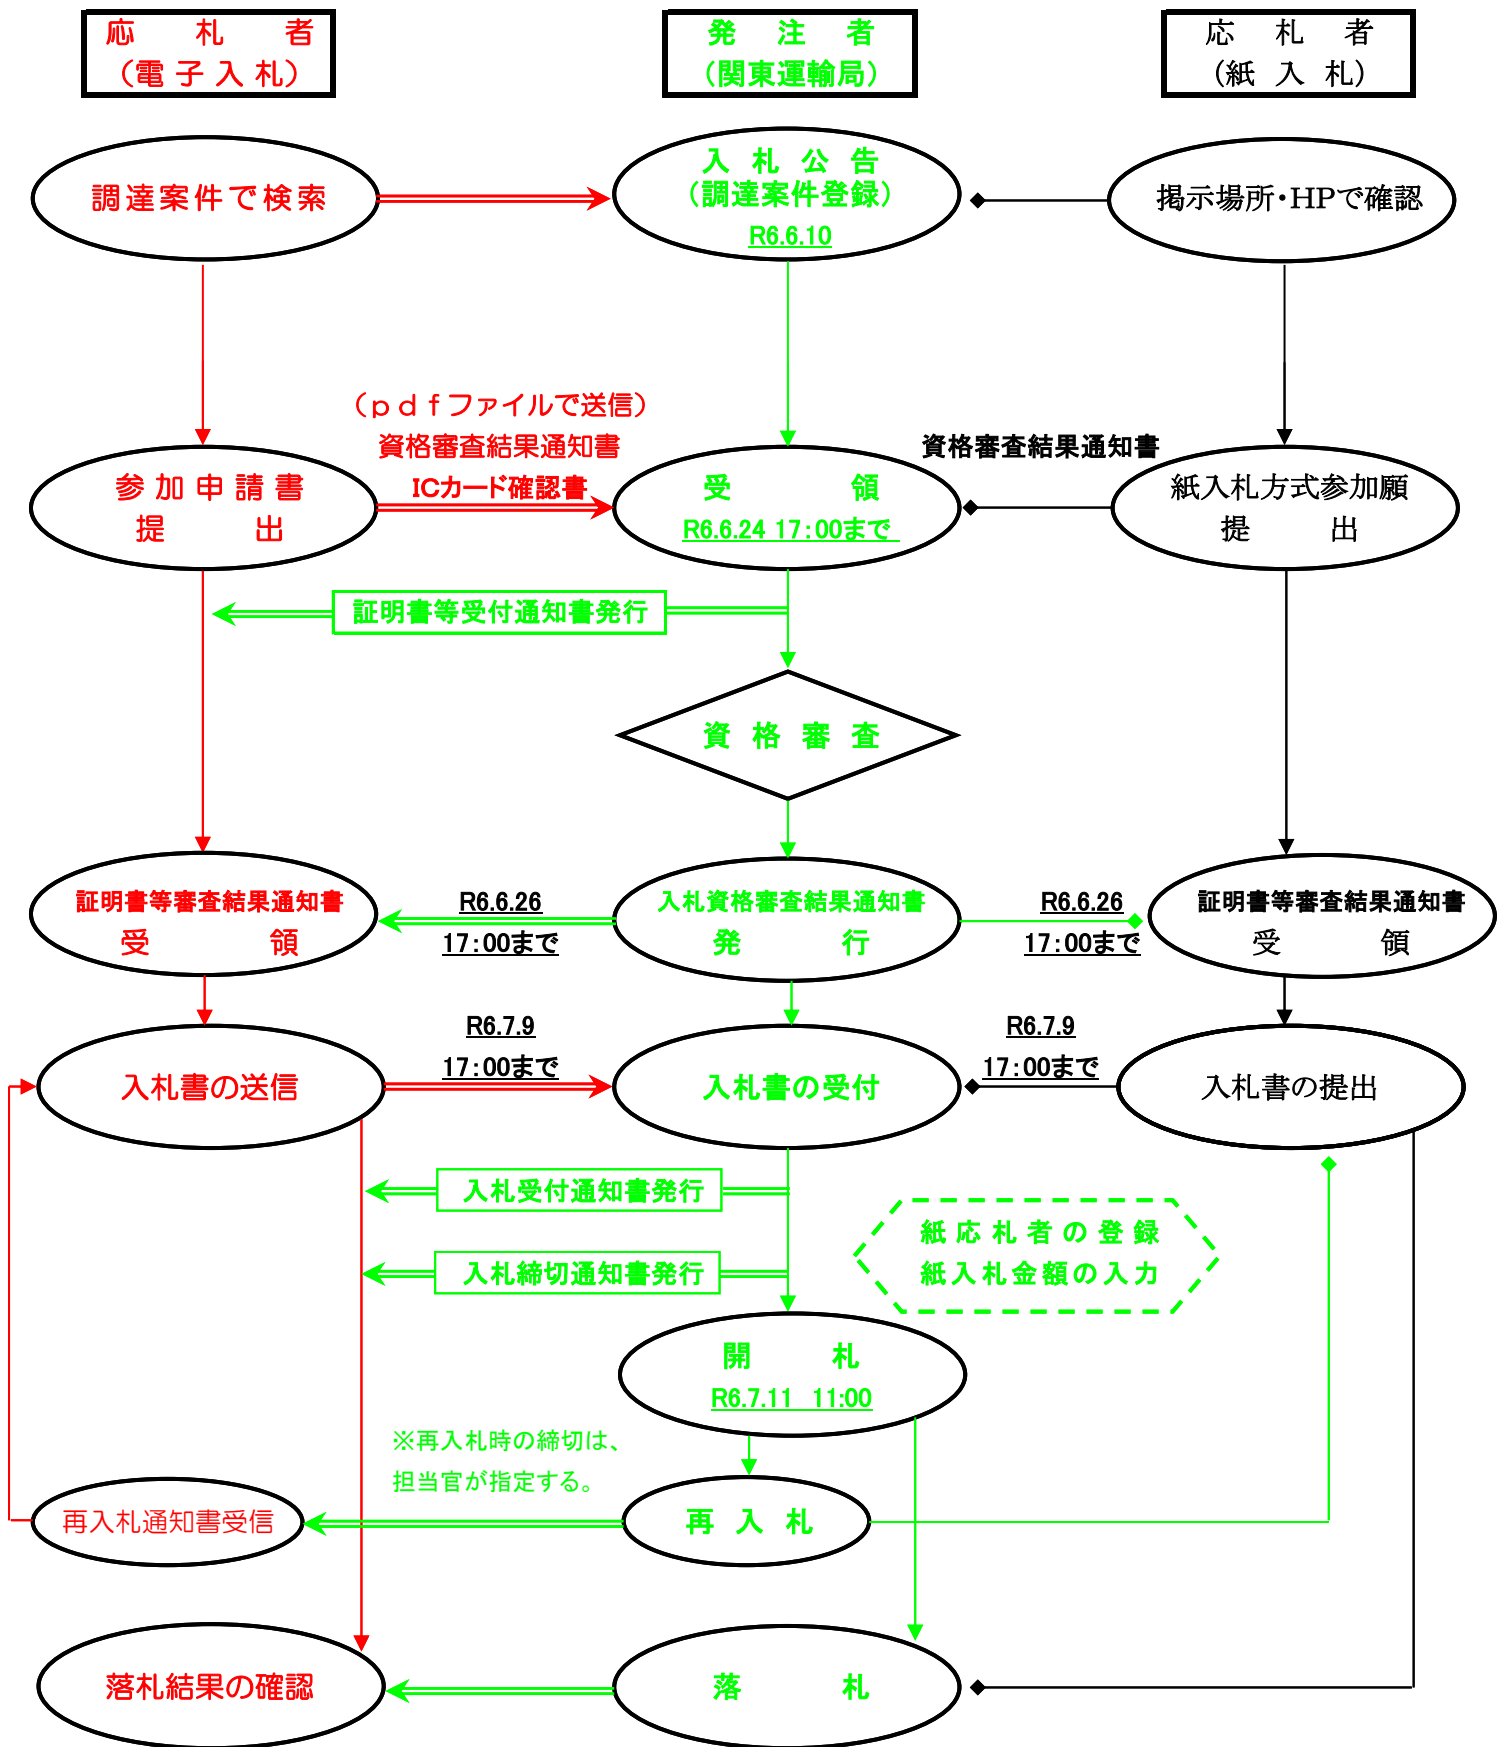 応札者
（電子入札）
発注者
（関東運輸局）
応札者
（紙入札）
調達案件で検索
入札公告
（調達案件登録）
R6.6.10
掲示場所・HPで確認
（ｐｄｆファイルで送信）
資格審査結果通知書
ICカード確認書
資格審査結果通知書
参加申請書
提出
受領
R6.6.24 17：00まで
紙入札方式参加願
提出
証明書等受付通知書発行
資格審査
証明書等審査結果通知書
受領
R6.6.26
17：00まで
入札資格審査結果通知書
発行
R6.6.26
17：00まで
証明書等審査結果通知書
受領
R6.7.9
17：00まで
R6.7.9
17：00まで
入札書の送信
入札書の受付
入札書の提出
入札受付通知書発行
紙応札者の登録
紙入札金額の入力
入札締切通知書発行
開札
R6.7.11　11:00
※再入札時の締切は、
担当官が指定する。
再入札通知書受信
再入札
落札結果の確認
落札